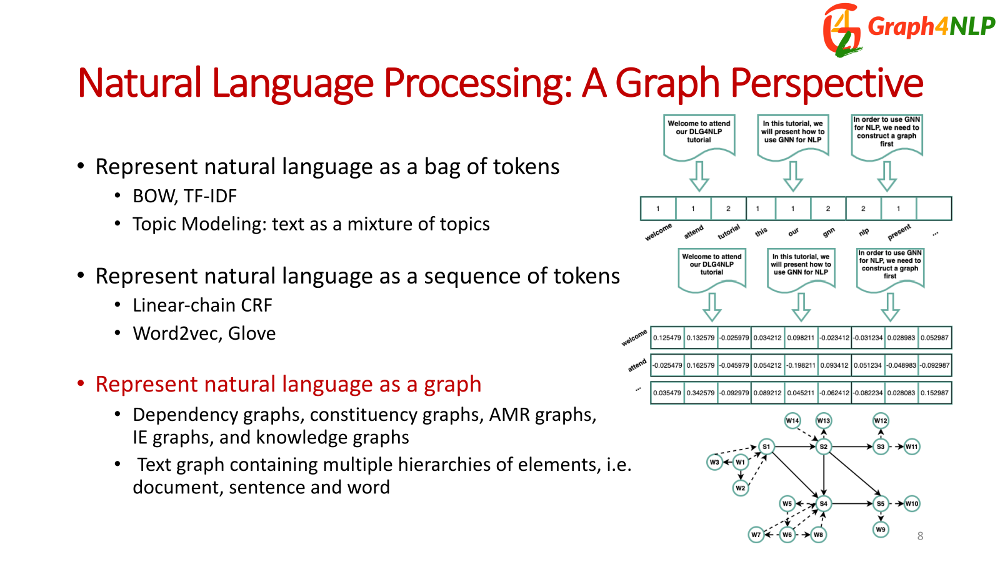 Graph4NLP
Natural Language Processing: A Graph Perspective
• Represent natural language as a bag of tokens
• BOW, TF-IDF
• Topic Modeling: text as a mixture of topics
• Represent natural language as a sequence of tokens
• Linear-chain CRF
• Word2vec, Glove
• Represent natural language as a graph
• Dependency graphs, constituency graphs, AMR graphs,
IE graphs, and knowledge graphs
• Text graph containing multiple hierarchies of elements, i.e.
document, sentence and word
Welcome to attend
our DLG4NLP
tutorial
In this tutorial, we
will present how to
use GNN for NLP
In order to use GNN
for NLP, we need to
construct a graph
first
1 1 2 1 1 2 2 1
welcome attend tutorial this our gnn nlp present ...
Welcome to attend
our DLG4NLP
tutorial
In this tutorial, we
will present how to
use GNN for NLP
In order to use GNN
for NLP, we need to
construct a graph
first
welcome 0.125479 0.132579 -0.025979 0.034212 0.098211 -0.023412 -0.031234 0.028983 0.052987
attend -0.025479 0.162579 -0.045979 0.054212 -0.198211 0.093412 0.051234 -0.048983 -0.092987
... 0.035479 0.342579 -0.092979 0.089212 0.045211 -0.062412 -0.082234 0.028083 0.152987
W14 W13 W12
S1 S2 S3 W11
W3 W1
W2
W5 S4 S5 W10
W9
W7 W6 W8
8